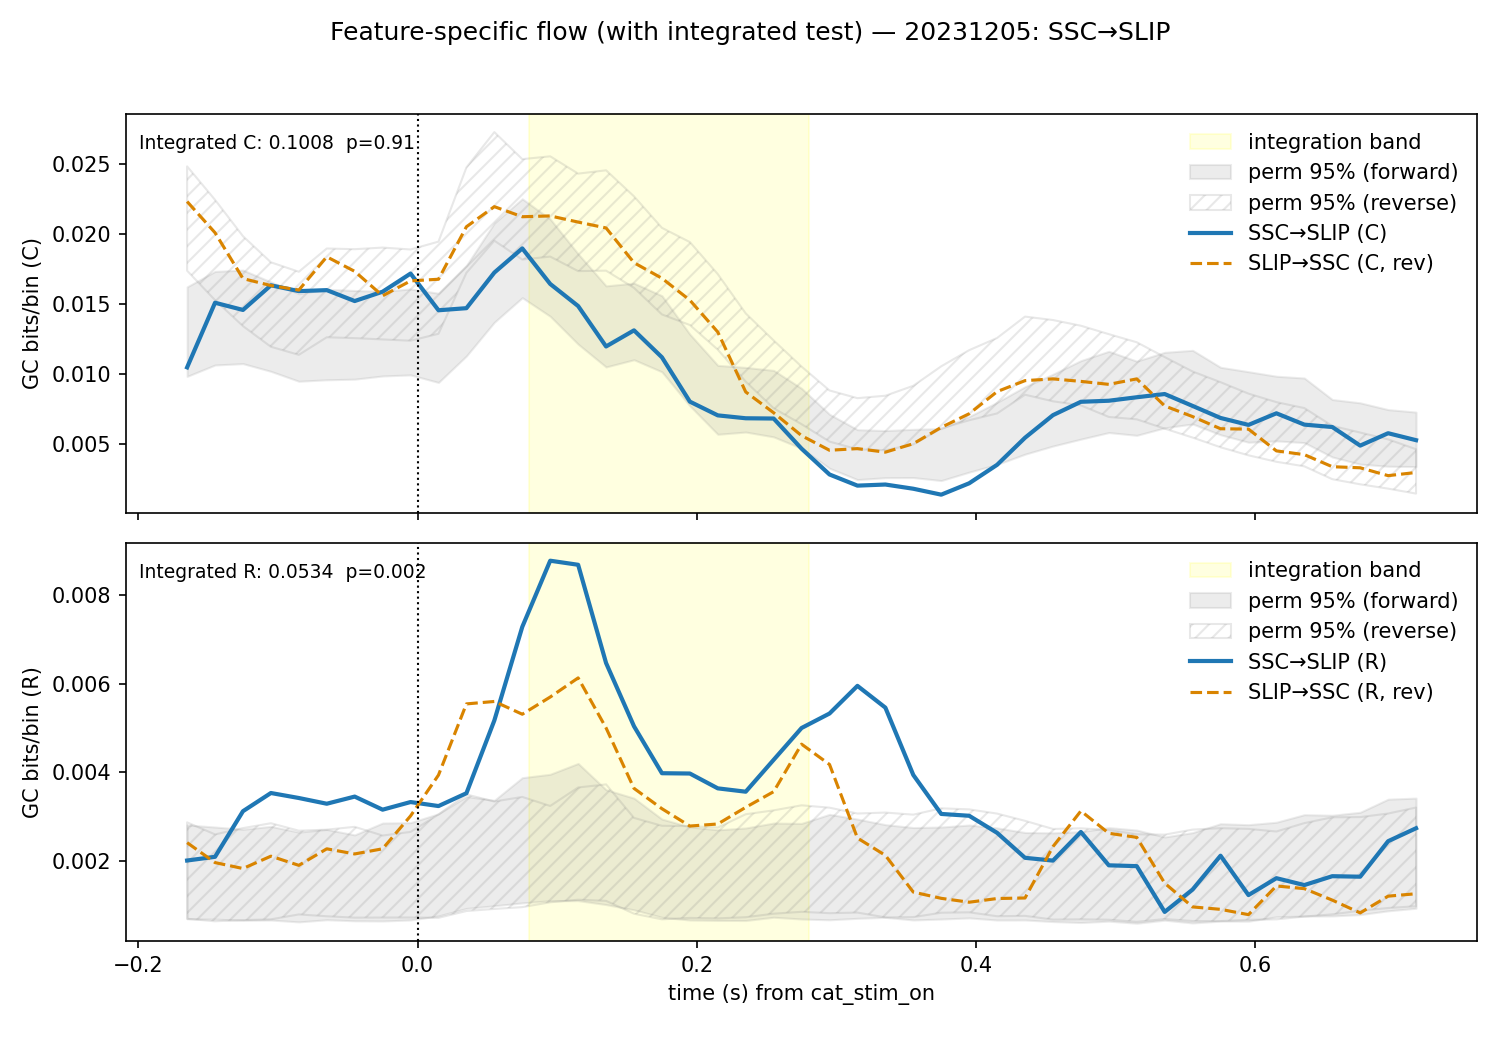 Feature-specific flow (with integrated test) — 20231205: SSC→SLIP
Integrated C: 0.1008  p=0.91
GC bits/bin (C)
0.025
0.020
0.015
0.010
0.005
integration band
perm 95% (forward)
perm 95% (reverse)
SSC→SLIP (C)
SLIP→SSC (C, rev)
Integrated R: 0.0534  p=0.002
GC bits/bin (R)
0.008
0.006
0.004
0.002
integration band
perm 95% (forward)
perm 95% (reverse)
SSC→SLIP (R)
SLIP→SSC (R, rev)
−0.2 0.0 0.2 0.4 0.6
time (s) from cat_stim_on